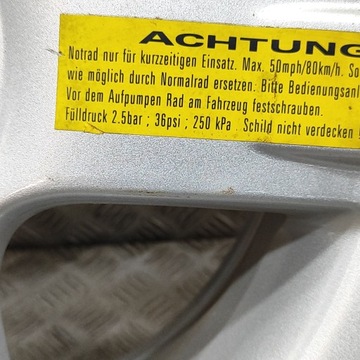 ACHTUNG
Notrad nur für kurzzeitigen Einsatz. Max. 50mph/80km/h. So
wie möglich durch Normalrad ersetzen. Bitte Bedienungsanl
Vor dem Aufpumpen Rad am Fahrzeug festschrauben.
Fülldruck 2.5bar ; 36psi ; 250 kPa . Schild nicht verdecken